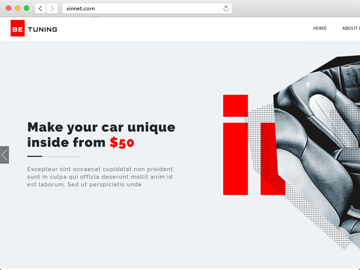 xinnet.com
BE TUNING
HOME ABOUT
Make your car unique
inside from $50
Excepteur sint occaecat cupidatat non proident,
sunt in culpa qui officia deserunt mollit anim id
est laborum. Sed ut perspiciatis unde